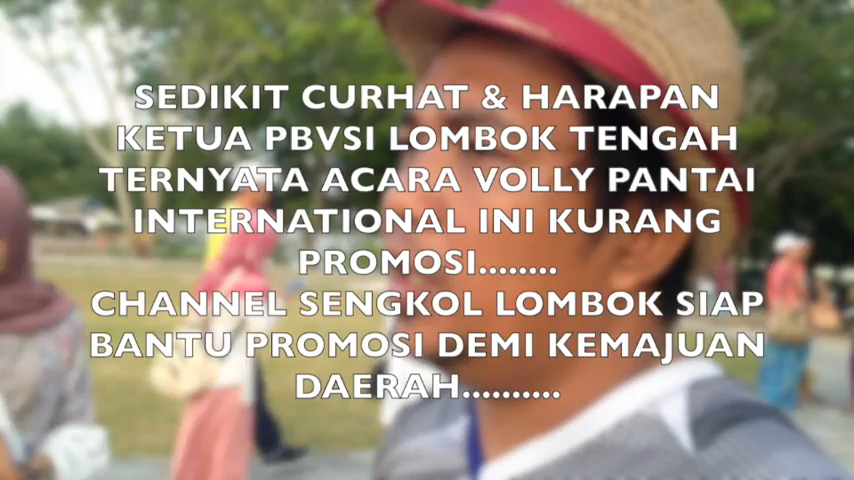 SEDIKIT CURHAT & HARAPAN
KETUA PBVSI LOMBOK TENGAH
TERNYATA ACARA VOLLY PANTAI
INTERNATIONAL INI KURANG
PROMOSI........
CHANNEL SENGKOL LOMBOK SIAP
BANTU PROMOSI DEMI KEMAJUAN
DAERAH..........